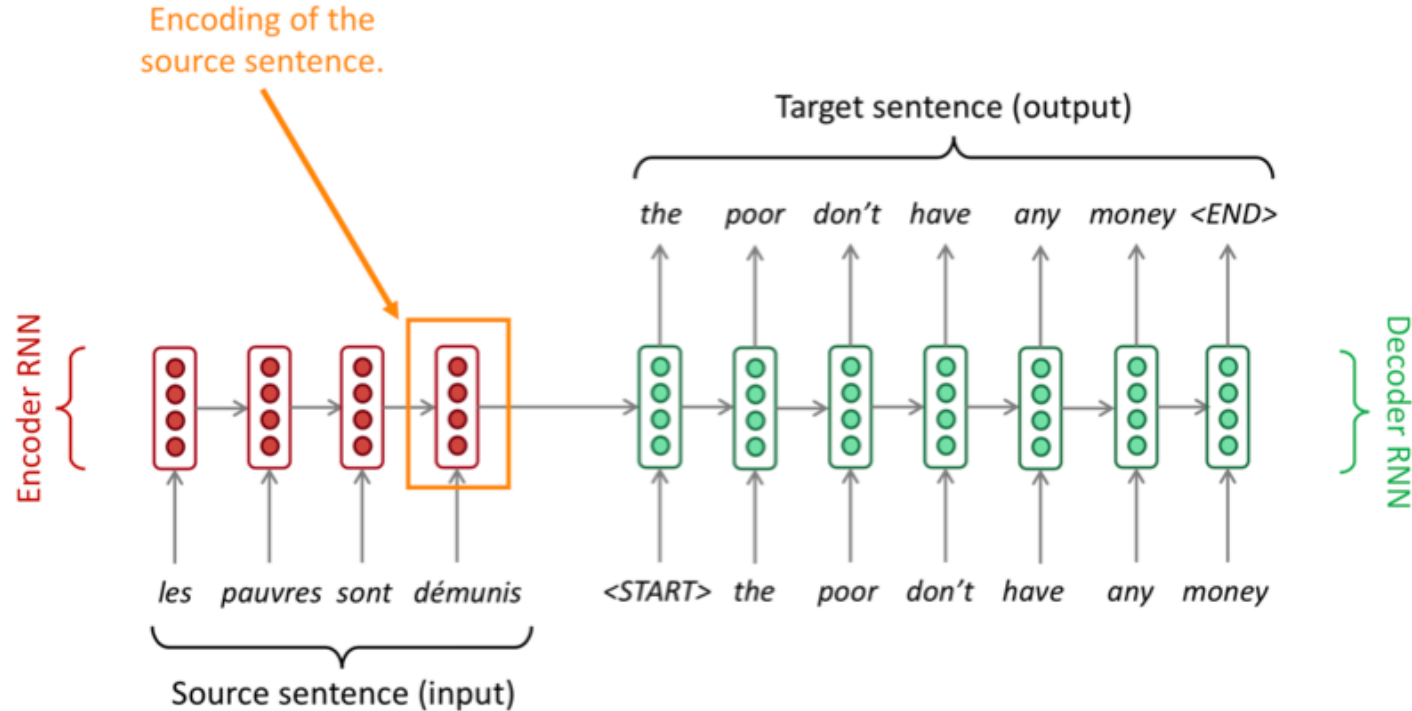 Encoding of the
source sentence.
Target sentence (output)
the poor don't have any money <END>
Encoder RNN
Decoder RNN
les pauvres sont démunis <START> the poor don't have any money
Source sentence (input)